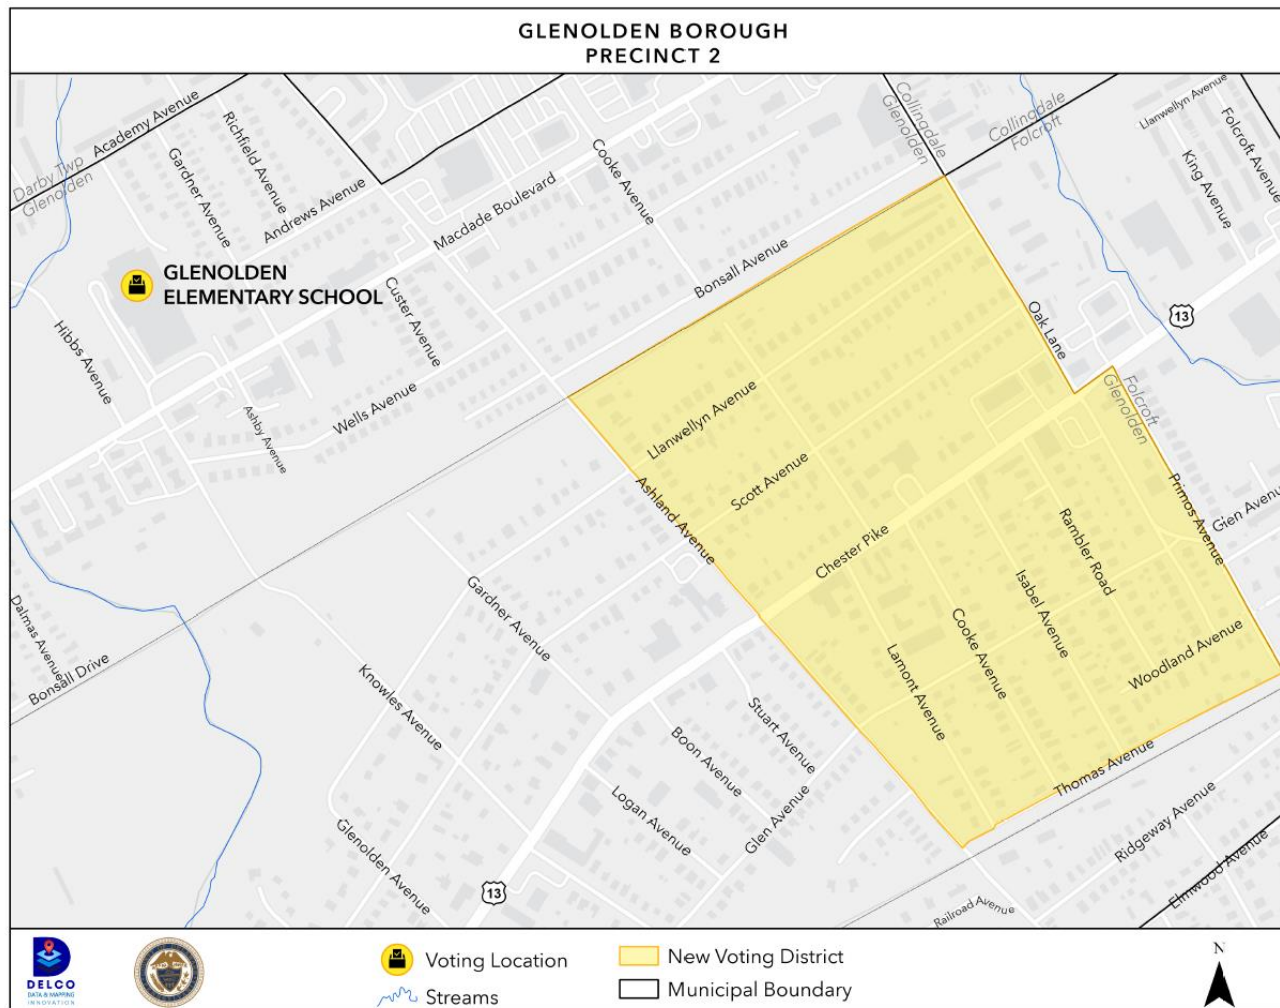 GLENOLDEN BOROUGH
PRECINCT 2
Darby Twp
Glenolden
Academy Avenue
Richfield Avenue
Gardner Avenue
Andrews Avenue
Macdade Boulevard
Cooke Avenue
Collingdale
Glenolden
Collingdale
Folcroft
Llanwellyn Avenue
Folcroft Avenue
King Avenue
GLENOLDEN
ELEMENTARY SCHOOL
Hibbs Avenue
Custer Avenue
Bonsall Avenue
Oak Lane
13
Wells Avenue
Ashby Avenue
Llanwellyn Avenue
Scott Avenue
Ashland Avenue
Folcroft
Glenolden
Primos Avenue
Glen Avenue
Chester Pike
Rambler Road
Isabel Avenue
Cooke Avenue
Lamont Avenue
Woodland Avenue
Dalmas Avenue
Bonsall Drive
Gardner Avenue
Knowles Avenue
Stuart Avenue
Boon Avenue
Logan Avenue
Glen Avenue
Thomas Avenue
Ridgeway Avenue
Elmwood Avenue
Railroad Avenue
Glenolden Avenue
13
DELCO
DATA & MAPPING
INNOVATION
Voting Location
Streams
New Voting District
Municipal Boundary
N